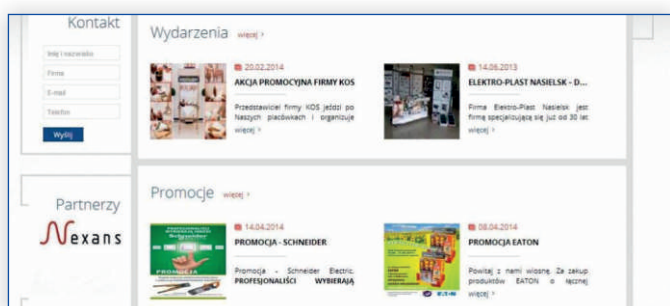 Kontakt
Imię i nazwisko
Firma
E-mail
Telefon
Wyślij
Partnerzy
Nexans
Wydarzenia więcej >
20.02.2014
AKCJA PROMOCYJNA FIRMY KOS
Przedstawiciel firmy KOS jeździ po
Naszych placówkach i organizuje
więcej >
14.06.2013
ELEKTRO-PLAST NASIELSK - D...
Firma Elektro-Plast Nasielsk jest
firmą specjalizującą się już od 30 lat
więcej >
Promocje więcej >
14.04.2014
PROMOCJA - SCHNEIDER
Promocja - Schneider Electric.
PROFESJONALIŚCI WYBIERAJĄ
Schneider
PROMOCJA
08.04.2014
PROMOCJA EATON
Powitaj z nami wiosnę. Za zakup
produktów EATON o łącznej
więcej >
EATON